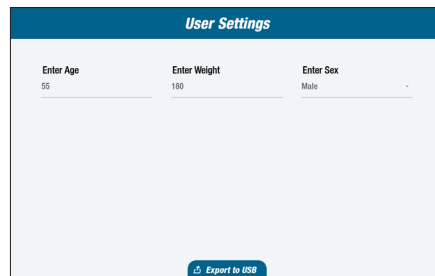 User Settings
Enter Age Enter Weight Enter Sex
55 180 Male -
Export to USB